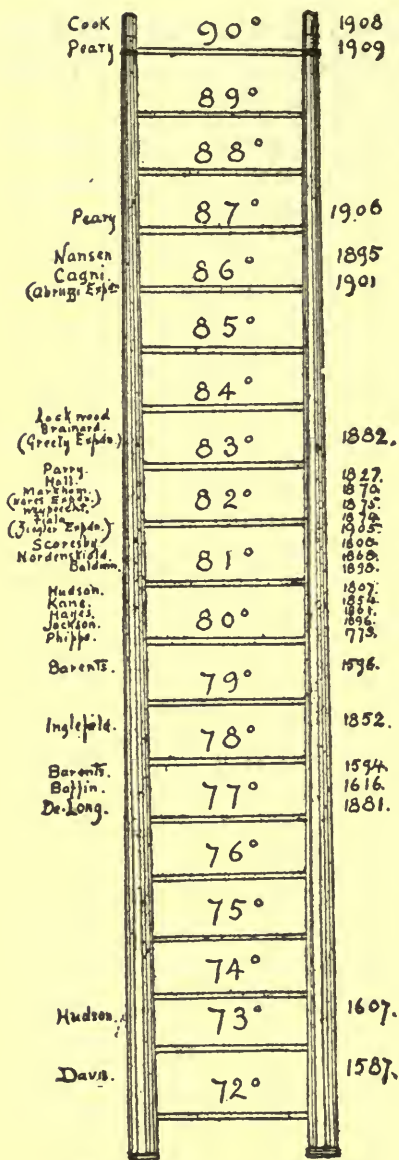 Cook 90° 1908
Peary 1909
89°
88°
Peary 87° 1906
Nansen 1895
Cagni. 86° 1901
(Abruzzi Expdn
85°
84°
Lockwood
Brainard.
(Greely Expdn.) 83° 1882.
Parry. 1827.
Hall. 1870.
Markham. 82° 1875.
(Nares Expdn.)
Weyprecht. 1874.
Fiala 1905.
(Ziegler Expdn.)
Scoresby.
Nordenskiold. 81° 1868.
Baldwin. 1898.
Hudson.
Kane. 1854.
Hayes. 80° 1861.
Jackson. 1896.
Phipps. 773.
Barents. 79° 1596.
Inglefield. 78° 1852.
Barents. 1594.
Baffin. 77° 1616.
De-Long. 1881.
76°
75°
74°
Hudson. 73° 1607.
Davis. 72° 1587.